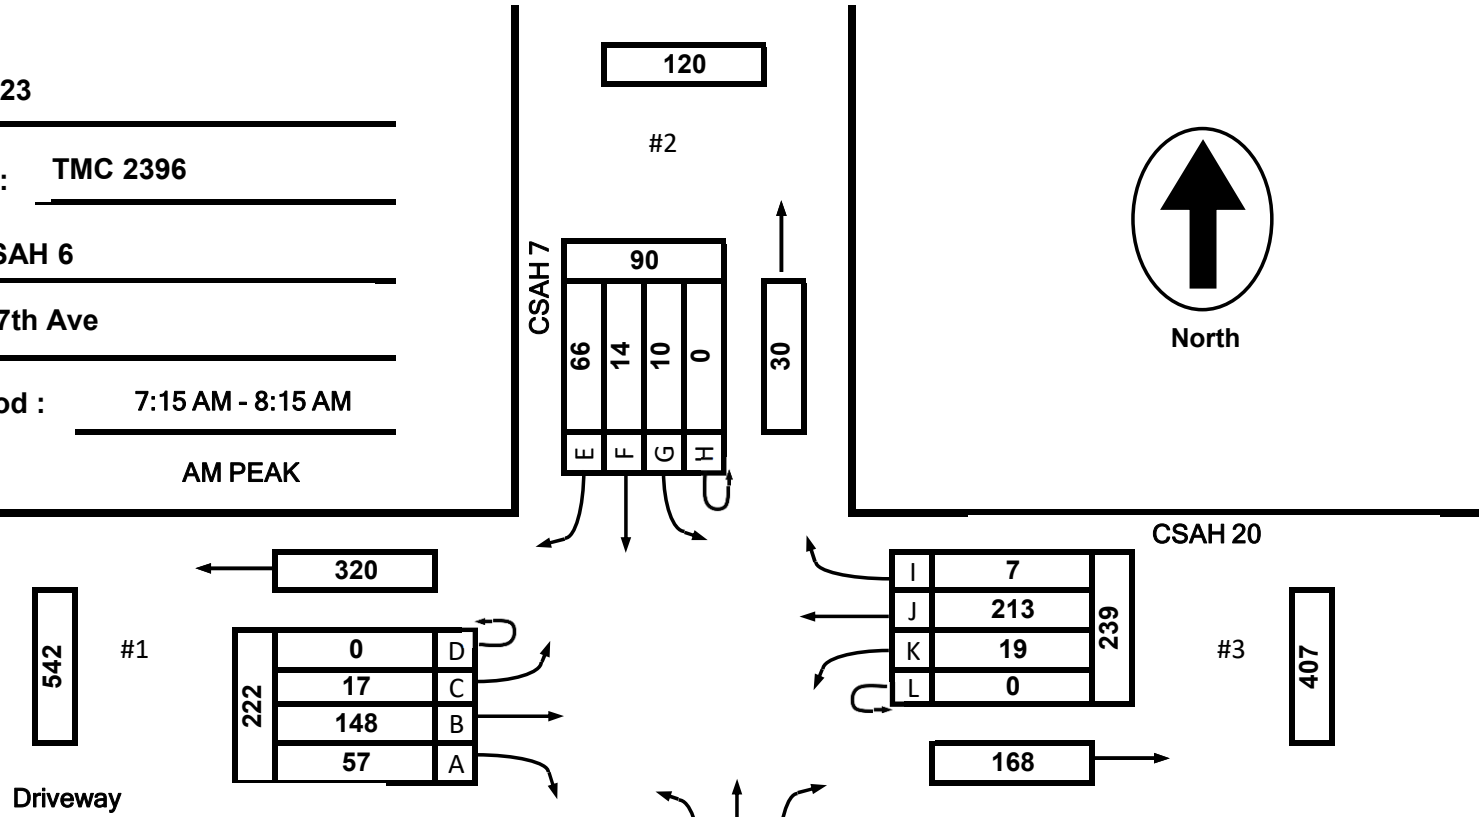 23
: TMC 2396
SAH 6
7th Ave
od : 7:15 AM - 8:15 AM
AM PEAK
120
#2
CSAH 7
90
66 14 10 0
E F G H
30
North
CSAH 20
320
542
#1
222
0 D
17 C
148 B
57 A
Driveway
I 7
J 213
K 19
L 0
239
#3
407
168